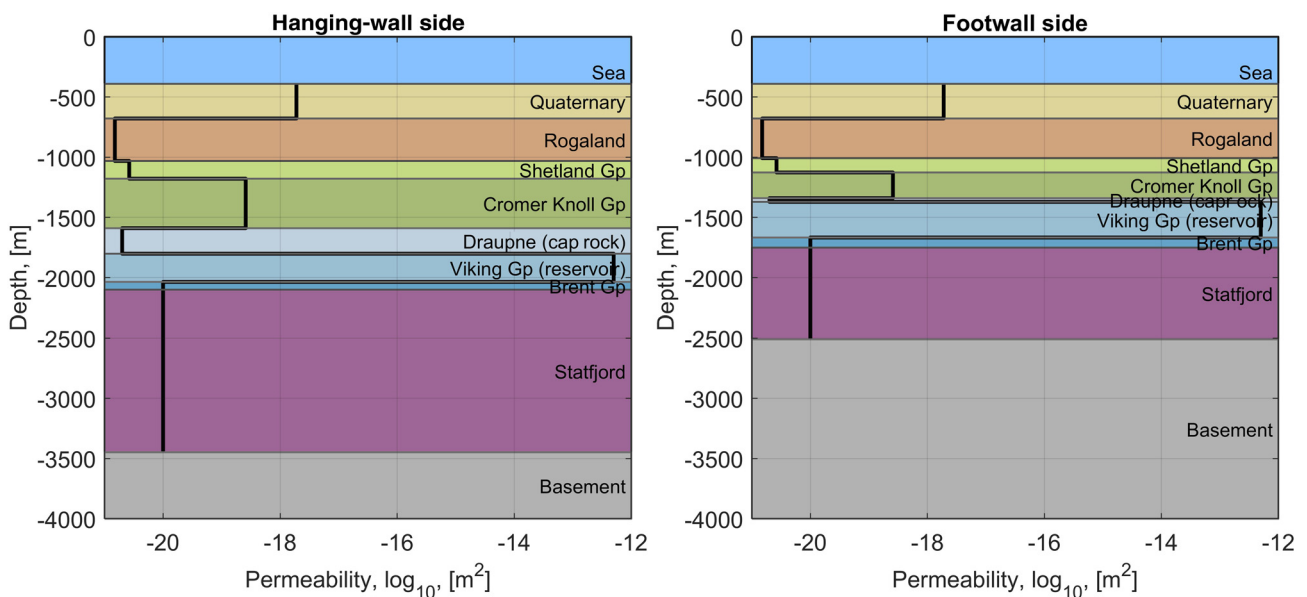 Hanging-wall side
0
-500
-1000
-1500
-2000
-2500
-3000
-3500
-4000
Depth, [m]
Sea
Quaternary
Rogaland
Shetland Gp
Cromer Knoll Gp
Draupne (cap rock)
Viking Gp (reservoir)
Brent Gp
Statfjord
Basement
-20 -18 -16 -14 -12
Permeability, log10, [m2]
Footwall side
0
-500
-1000
-1500
-2000
-2500
-3000
-3500
-4000
Depth, [m]
Sea
Quaternary
Rogaland
Shetland Gp
Cromer Knoll Gp
Draupne (caprock)
Viking Gp (reservoir)
Brent Gp
Statfjord
Basement
-20 -18 -16 -14 -12
Permeability, log10, [m2]